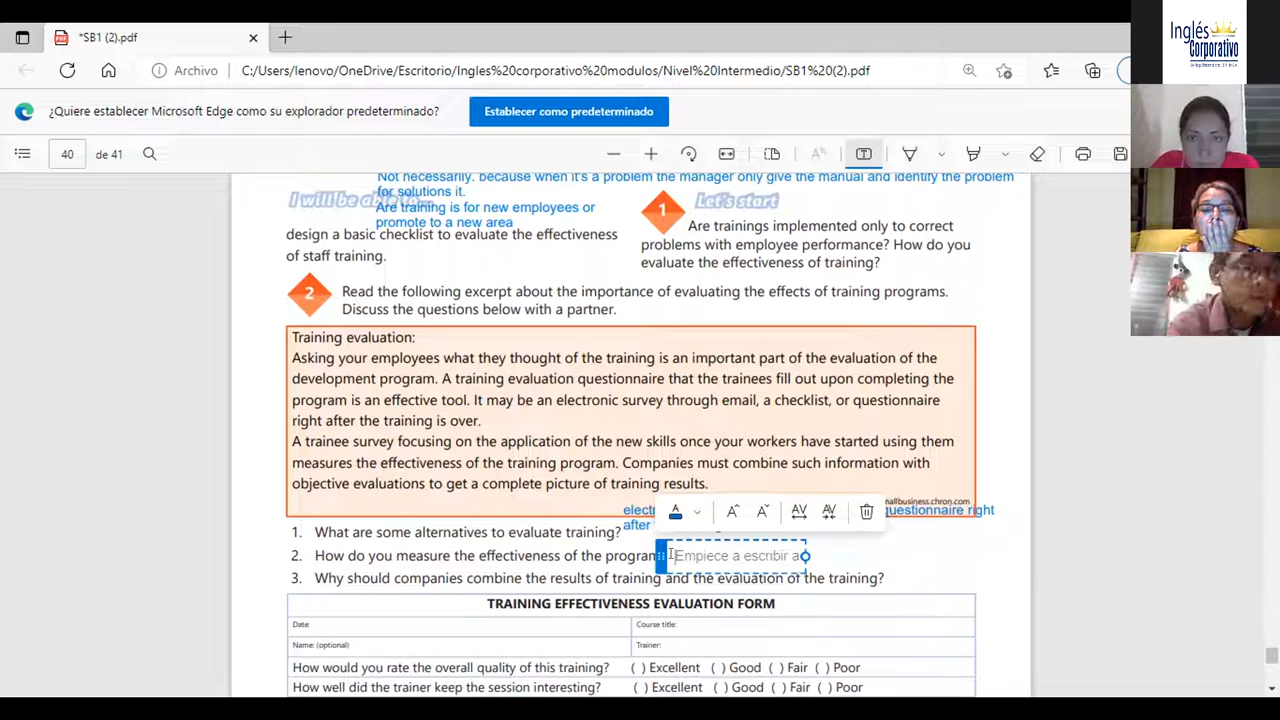 *SB1 (2).pdf
Archivo
C:/Users/lenovo/OneDrive/Escritorio/Ingles%20Corporativo%20modulos/Nivel%20Intermedio/SB1%20(2).pdf
¿Quiere establecer Microsoft Edge como su explorador predeterminado?
Establecer como predeterminado
40 de 41
Not necessarily. because when it's a problem the manager only give the manual and identify the problem
for solutions it.
Are training is for new employees or
promote to a new area
I will be able to...
design a basic checklist to evaluate the effectiveness
of staff training.
1 Let's start
Are trainings implemented only to correct
problems with employee performance? How do you
evaluate the effectiveness of training?
2 Read the following excerpt about the importance of evaluating the effects of training programs.
Discuss the questions below with a partner.
Training evaluation:
Asking your employees what they thought of the training is an important part of the evaluation of the
development program. A training evaluation questionnaire that the trainees fill out upon completing the
program is an effective tool. It may be an electronic survey through email, a checklist, or questionnaire
right after the training is over.
A trainee survey focusing on the application of the new skills once your workers have started using them
measures the effectiveness of the training program. Companies must combine such information with
objective evaluations to get a complete picture of training results.
questionnaire right
after
1. What are some alternatives to evaluate training?
2. How do you measure the effectiveness of the program
Empiece a escribir a
3. Why should companies combine the results of training and the evaluation of the training?
TRAINING EFFECTIVENESS EVALUATION FORM
Date: Course title:
Name: (optional) Trainer:
How would you rate the overall quality of this training? ( ) Excellent ( ) Good ( ) Fair ( ) Poor
How well did the trainer keep the session interesting? ( ) Excellent ( ) Good ( ) Fair ( ) Poor
Inglés
Corporativo